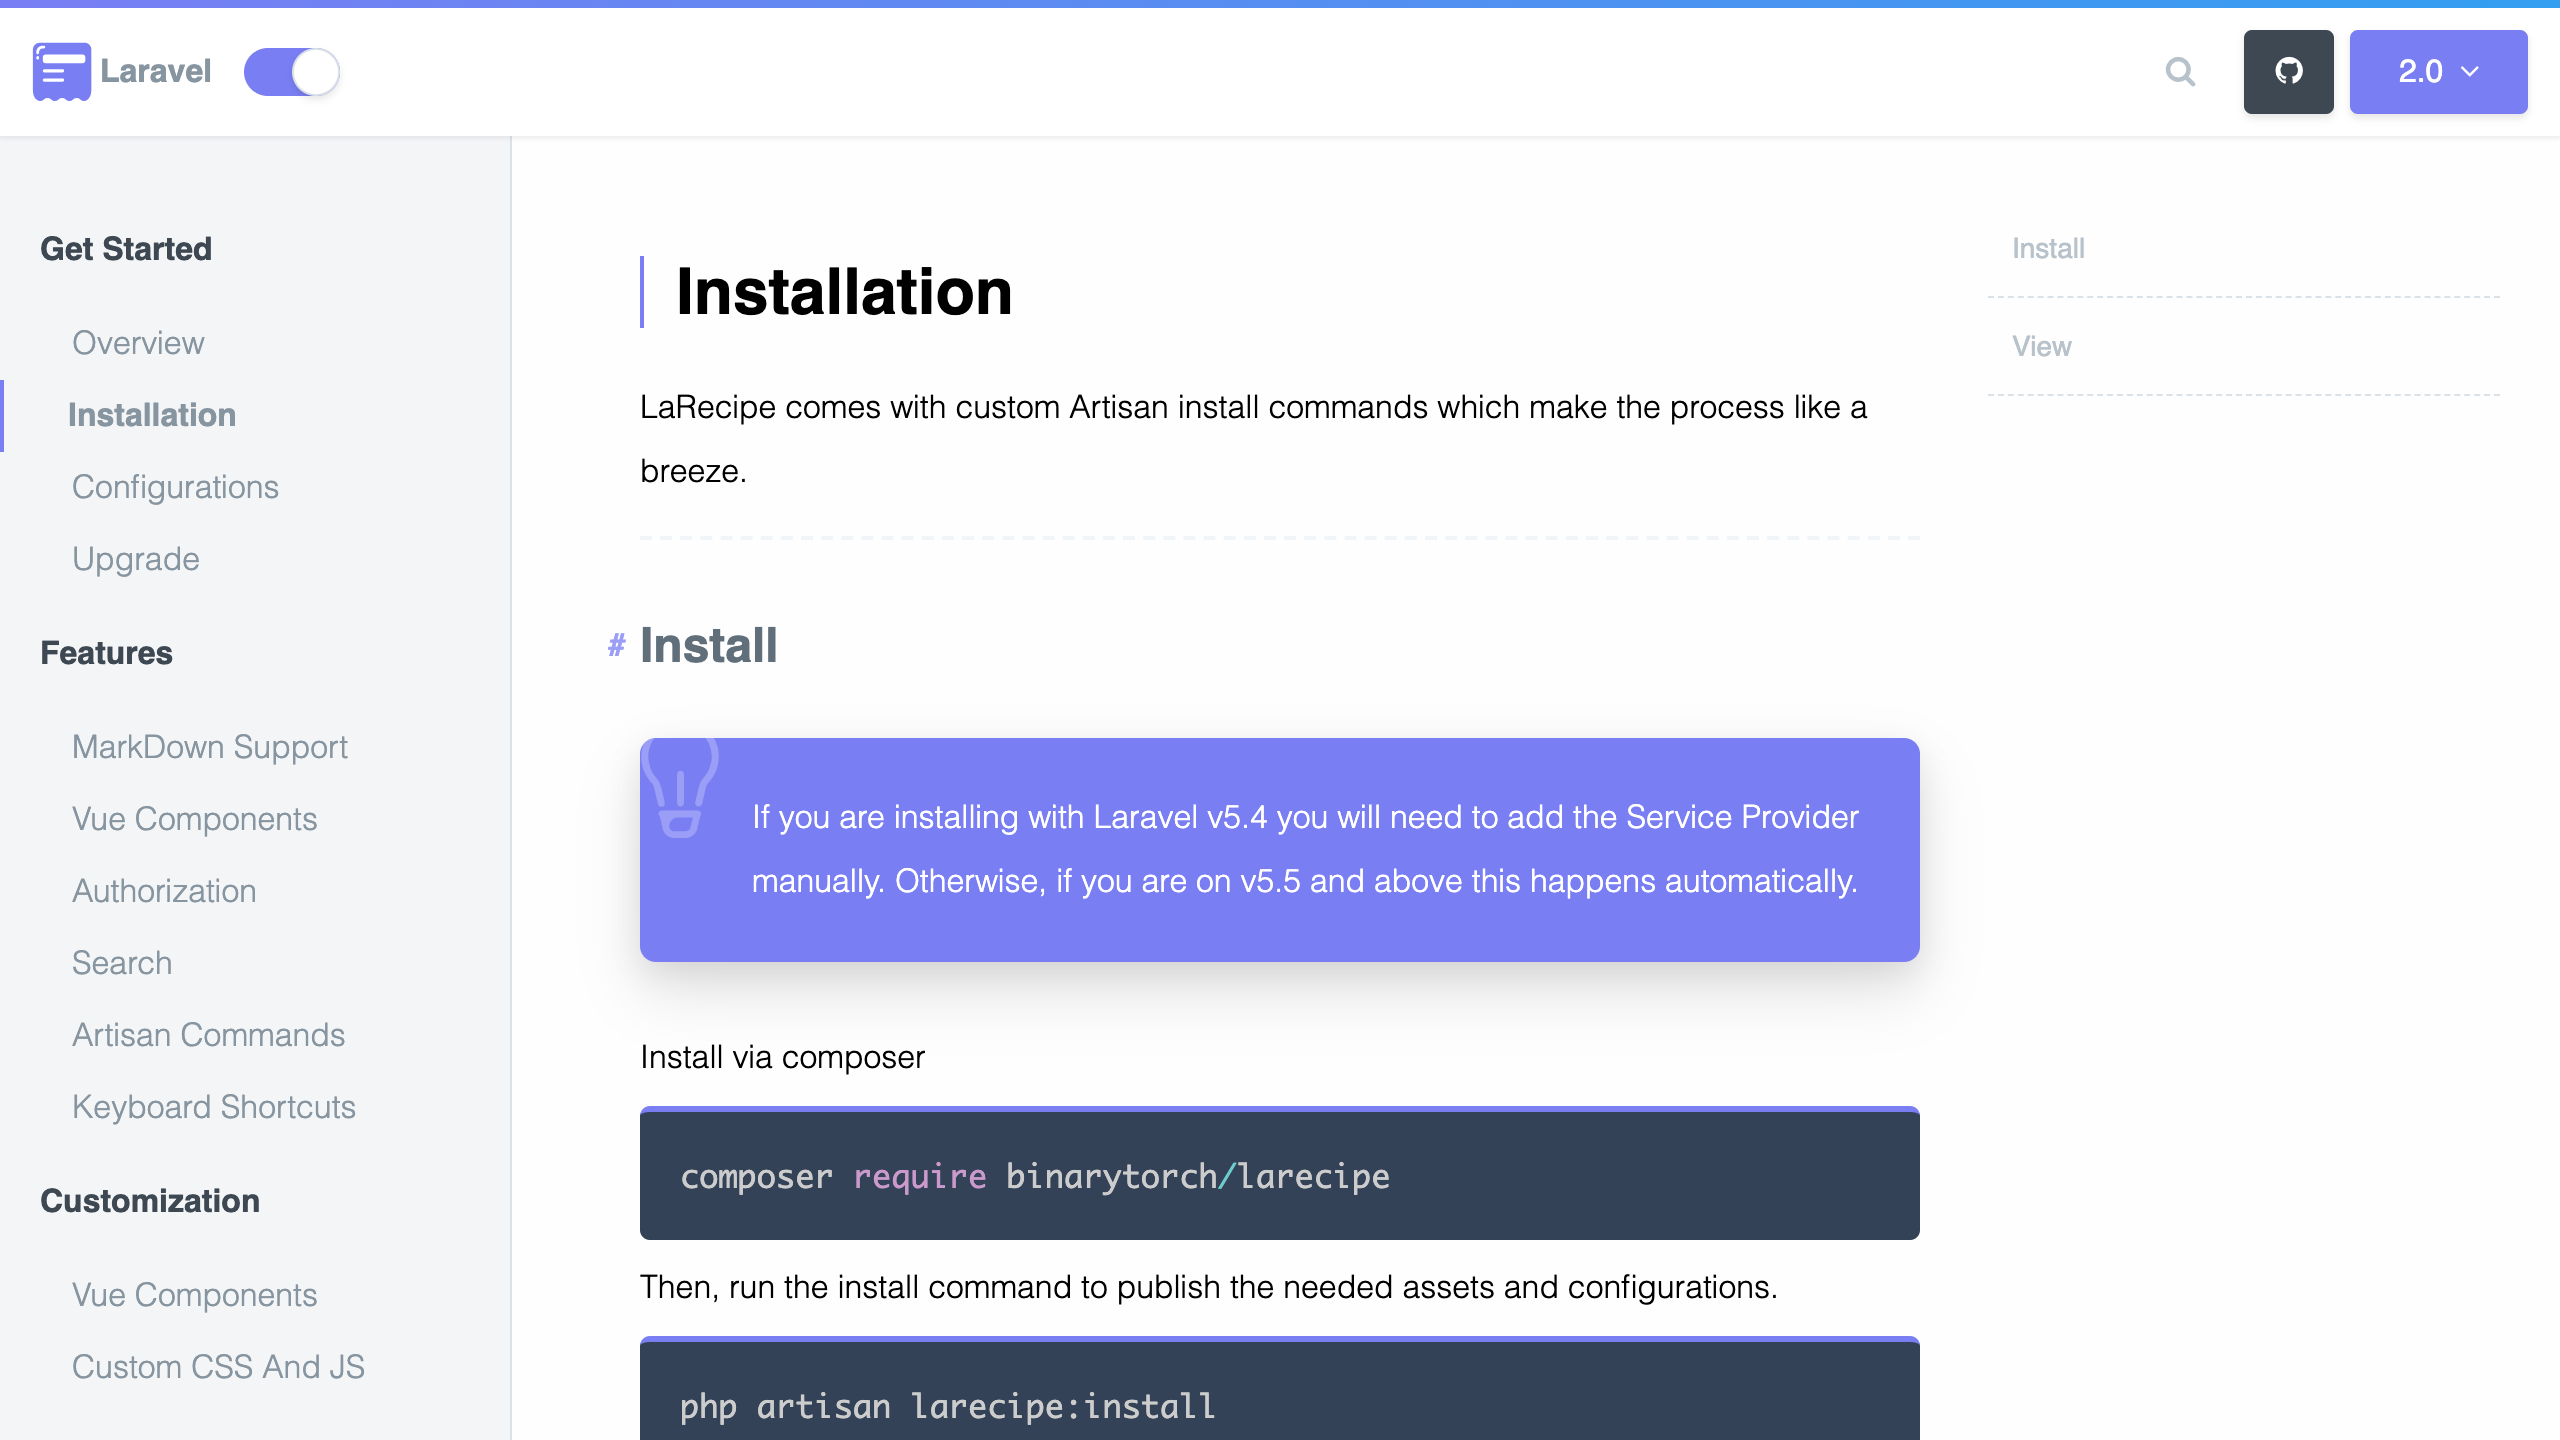 Laravel
2.0
Get Started
Overview
Installation
Configurations
Upgrade
Features
MarkDown Support
Vue Components
Authorization
Search
Artisan Commands
Keyboard Shortcuts
Customization
Vue Components
Custom CSS And JS
Installation
LaRecipe comes with custom Artisan install commands which make the process like a
breeze.
# Install
If you are installing with Laravel v5.4 you will need to add the Service Provider
manually. Otherwise, if you are on v5.5 and above this happens automatically.
Install via composer
composer require binarytorch/larecipe
Then, run the install command to publish the needed assets and configurations.
php artisan larecipe:install
Install
View